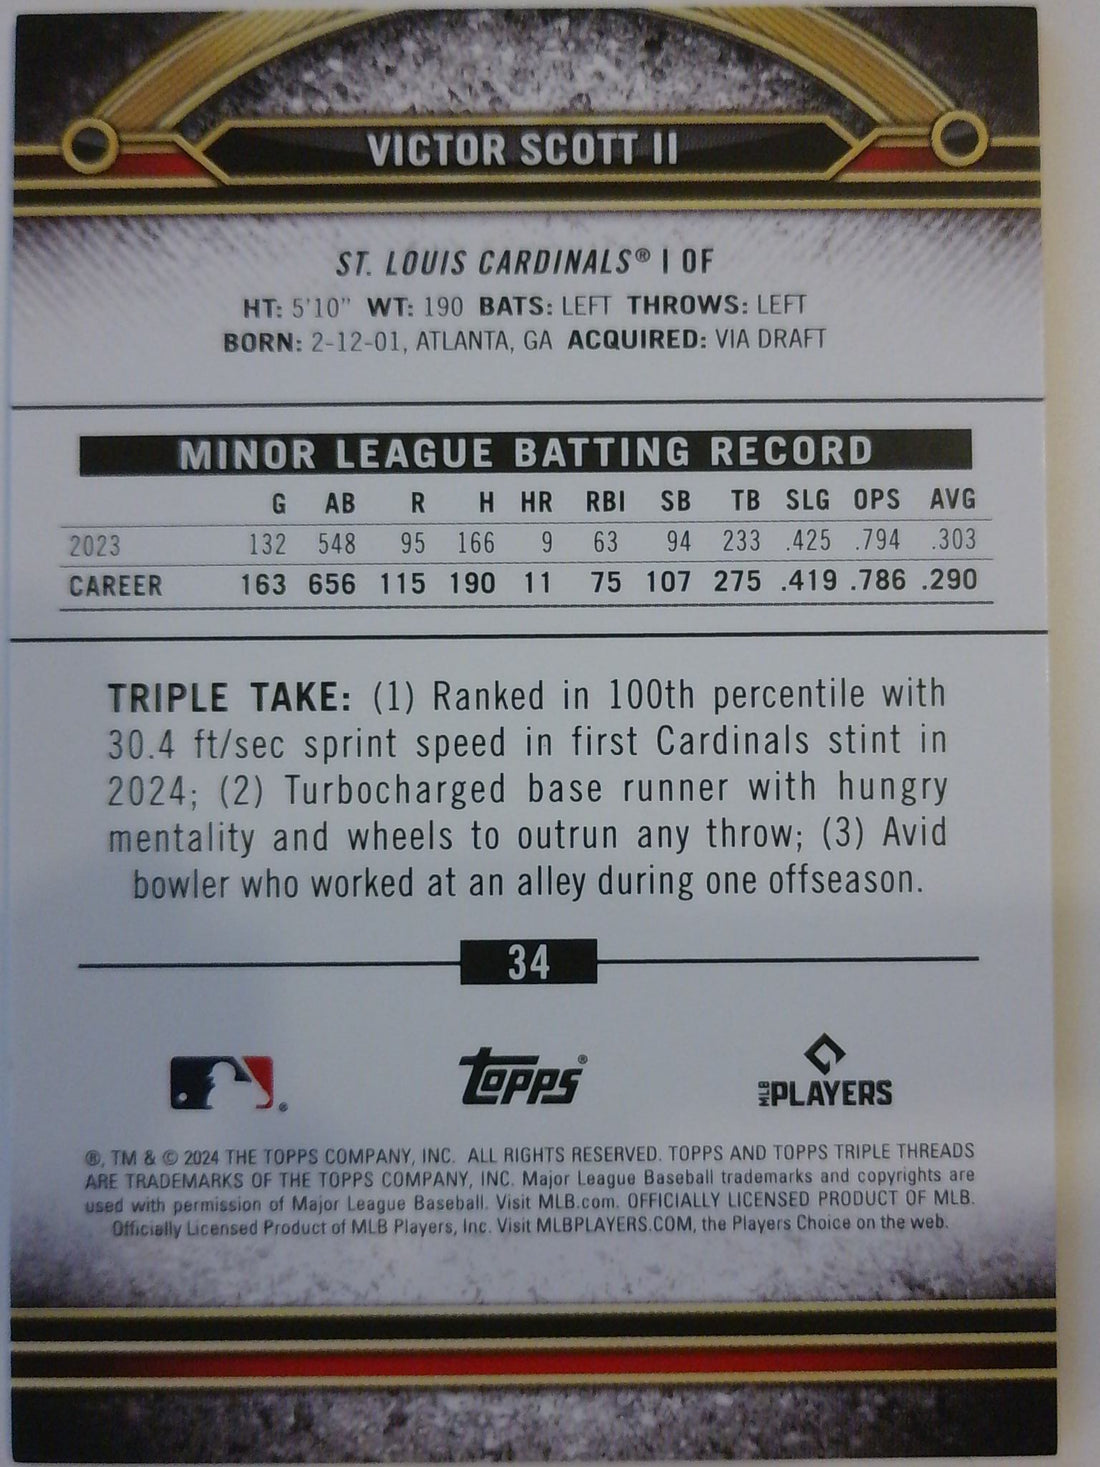 VICTOR SCOTT II
ST. LOUIS CARDINALS® | OF
HT: 5'10" WT: 190 BATS: LEFT THROWS: LEFT
BORN: 2-12-01, ATLANTA, GA ACQUIRED: VIA DRAFT
MINOR LEAGUE BATTING RECORD
G AB R H HR RBI SB TB SLG OPS AVG
2023 132 548 95 166 9 63 94 233 .425 .794 .303
CAREER 163 656 115 190 11 75 107 275 .419 .786 .290
TRIPLE TAKE: (1) Ranked in 100th percentile with
30.4 ft/sec sprint speed in first Cardinals stint in
2024; (2) Turbocharged base runner with hungry
mentality and wheels to outrun any throw; (3) Avid
bowler who worked at an alley during one offseason.
34
®
topps®
MLB PLAYERS
®, TM & © 2024 THE TOPPS COMPANY, INC. ALL RIGHTS RESERVED. TOPPS AND TOPPS TRIPLE THREADS
ARE TRADEMARKS OF THE TOPPS COMPANY, INC. Major League Baseball trademarks and copyrights are
used with permission of Major League Baseball. Visit MLB.com. OFFICIALLY LICENSED PRODUCT OF MLB.
Officially Licensed Product of MLB Players, Inc. Visit MLBPLAYERS.COM, the Players Choice on the web.